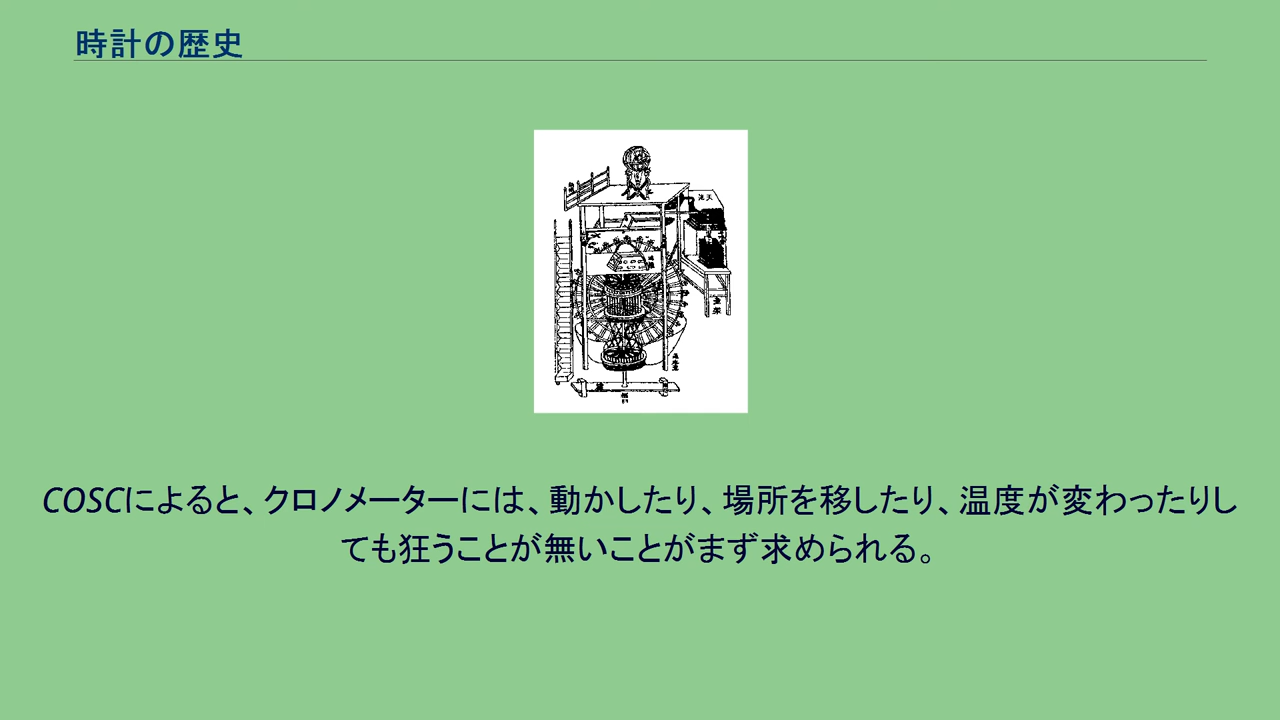 時計の歴史
COSCによると、クロノメーターには、動かしたり、場所を移したり、温度が変わったりし
ても狂うことが無いことがまず求められる。